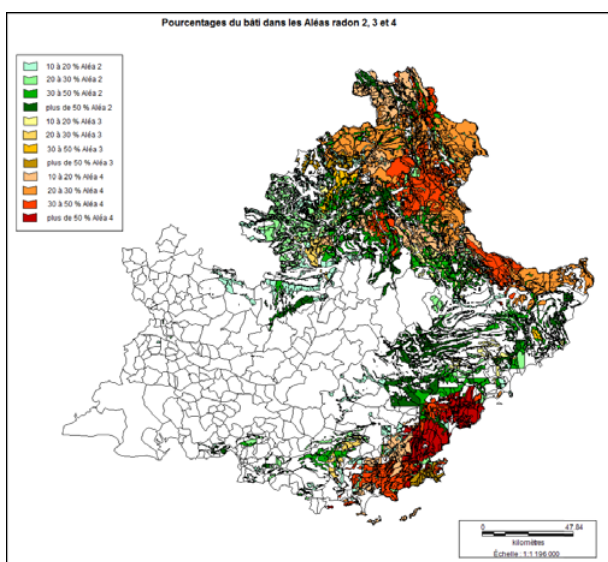 Pourcentages du bâti dans les Aléas radon 2, 3 et 4
10 à 20 % Aléa 2
20 à 30 % Aléa 2
30 à 50 % Aléa 2
plus de 50 % Aléa 2
10 à 20 % Aléa 3
20 à 30 % Aléa 3
30 à 50 % Aléa 3
plus de 50 % Aléa 3
10 à 20 % Aléa 4
20 à 30 % Aléa 4
30 à 50 % Aléa 4
plus de 50 % Aléa 4
0 47.84
kilomètres
Échelle : 1:1 196 000